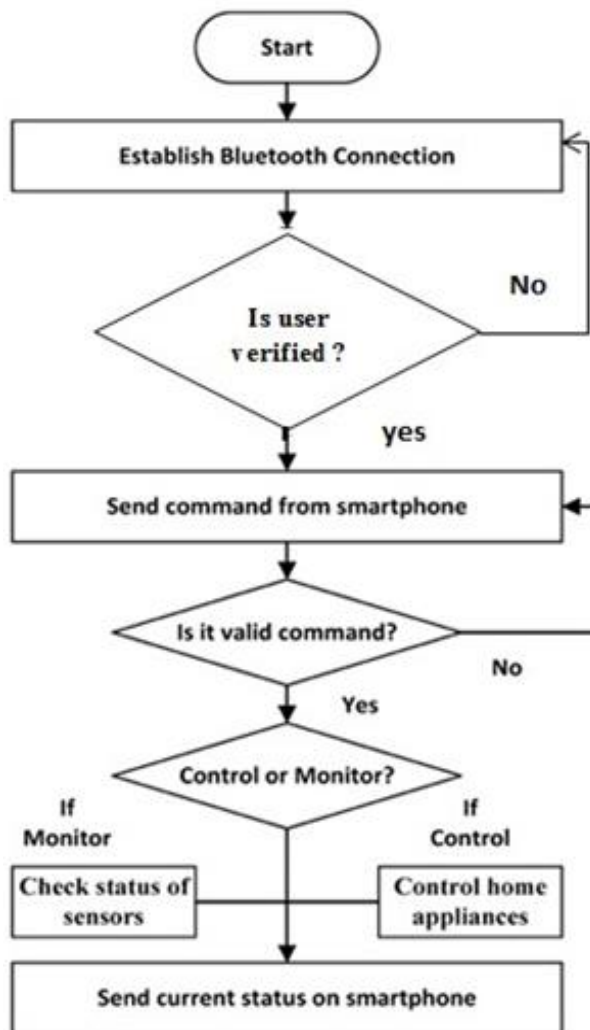 Start
Establish Bluetooth Connection
No
Is user
verified ?
yes
Send command from smartphone
Is it valid command?
No
Yes
Control or Monitor?
If
Monitor
If
Control
Check status of
sensors
Control home
appliances
Send current status on smartphone